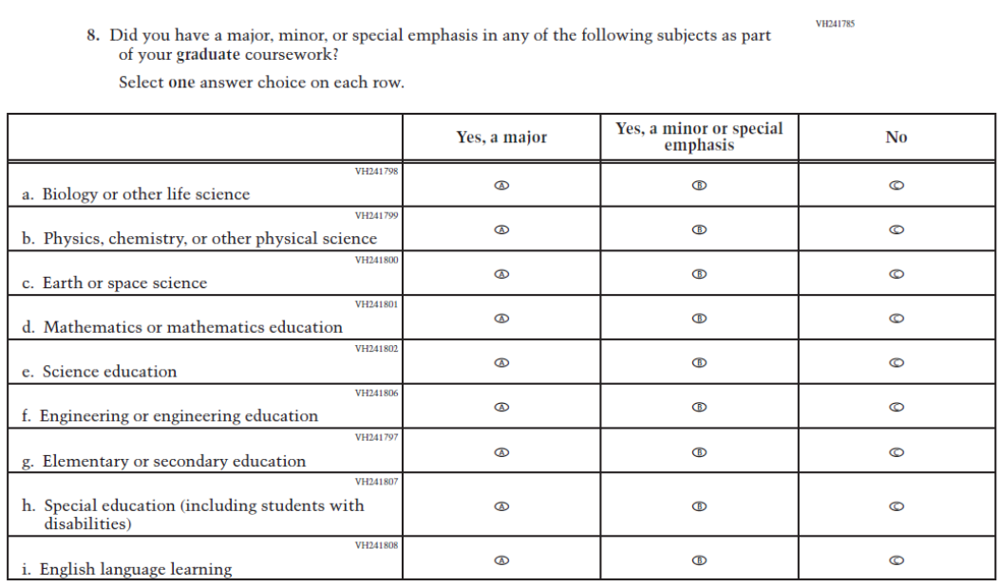 VH241785
8. Did you have a major, minor, or special emphasis in any of the following subjects as part
of your graduate coursework?
Select one answer choice on each row.
Yes, a major
Yes, a minor or special
emphasis
No
VH241798
a. Biology or other life science
A B C
VH241799
b. Physics, chemistry, or other physical science
A B C
VH241800
c. Earth or space science
A B C
VH241801
d. Mathematics or mathematics education
A B C
VH241802
e. Science education
A B C
VH241806
f. Engineering or engineering education
A B C
VH241797
g. Elementary or secondary education
A B C
VH241807
h. Special education (including students with
disabilities)
A B C
VH241808
i. English language learning
A B C